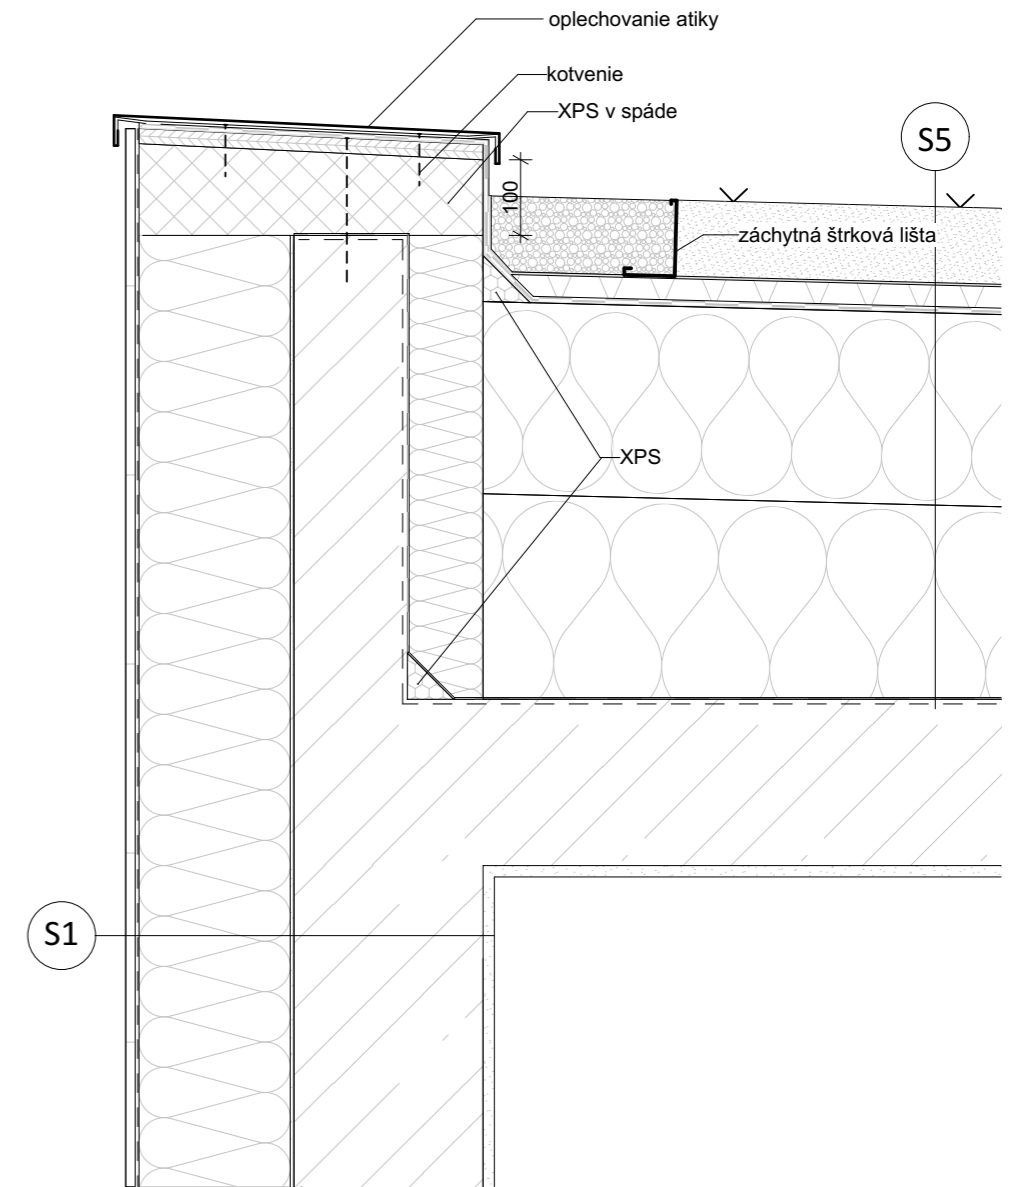 oplechovanie atiky
kotvenie
XPS v spáde
S5
100
záchytná štrková lišta
XPS
S1